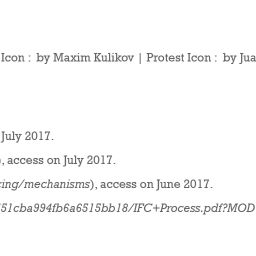 Icon : by Maxim Kulikov | Protest Icon : by Jua
July 2017.
, access on July 2017.
cing/mechanisms), access on June 2017.
51cba994fb6a6515bb18/IFC+Process.pdf?MOD